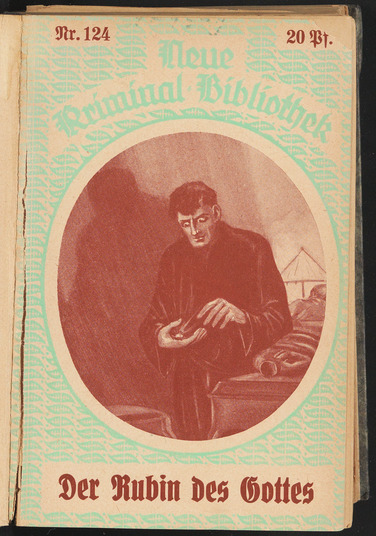 Nr. 124
20 Pf.
Neue
Kriminal Bibliothek
Der Rubin des Gottes